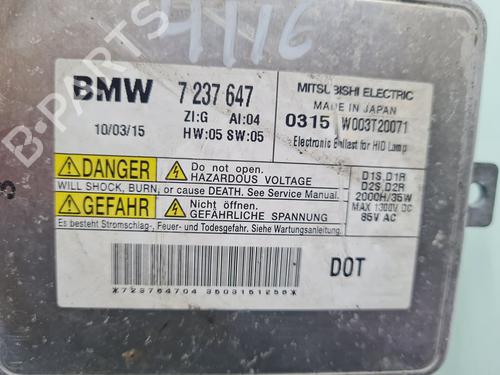 4116
BMW 7 237 647
ZI:G AI:04
10/03/15 HW:05 SW:05
MITSUBISHI ELECTRIC
MADE IN JAPAN
0315 W003T20071
Electronic Ballast for HID Lamp
DANGER Do not open.
HAZARDOUS VOLTAGE
WILL SHOCK, BURN, or cause DEATH. See Service Manual.
GEFAHR Nicht öffnen.
GEFÄHRLICHE SPANNUNG
Es besteht Stromschlag-, Feuer- und Todesgefahr. Siehe Wartungsanleitung.
D1S,D1R
D2S,D2R
2000H/35W
MAX 1300V DC
85V AC
DOT
*723764704 3503151256*
B-PARTS